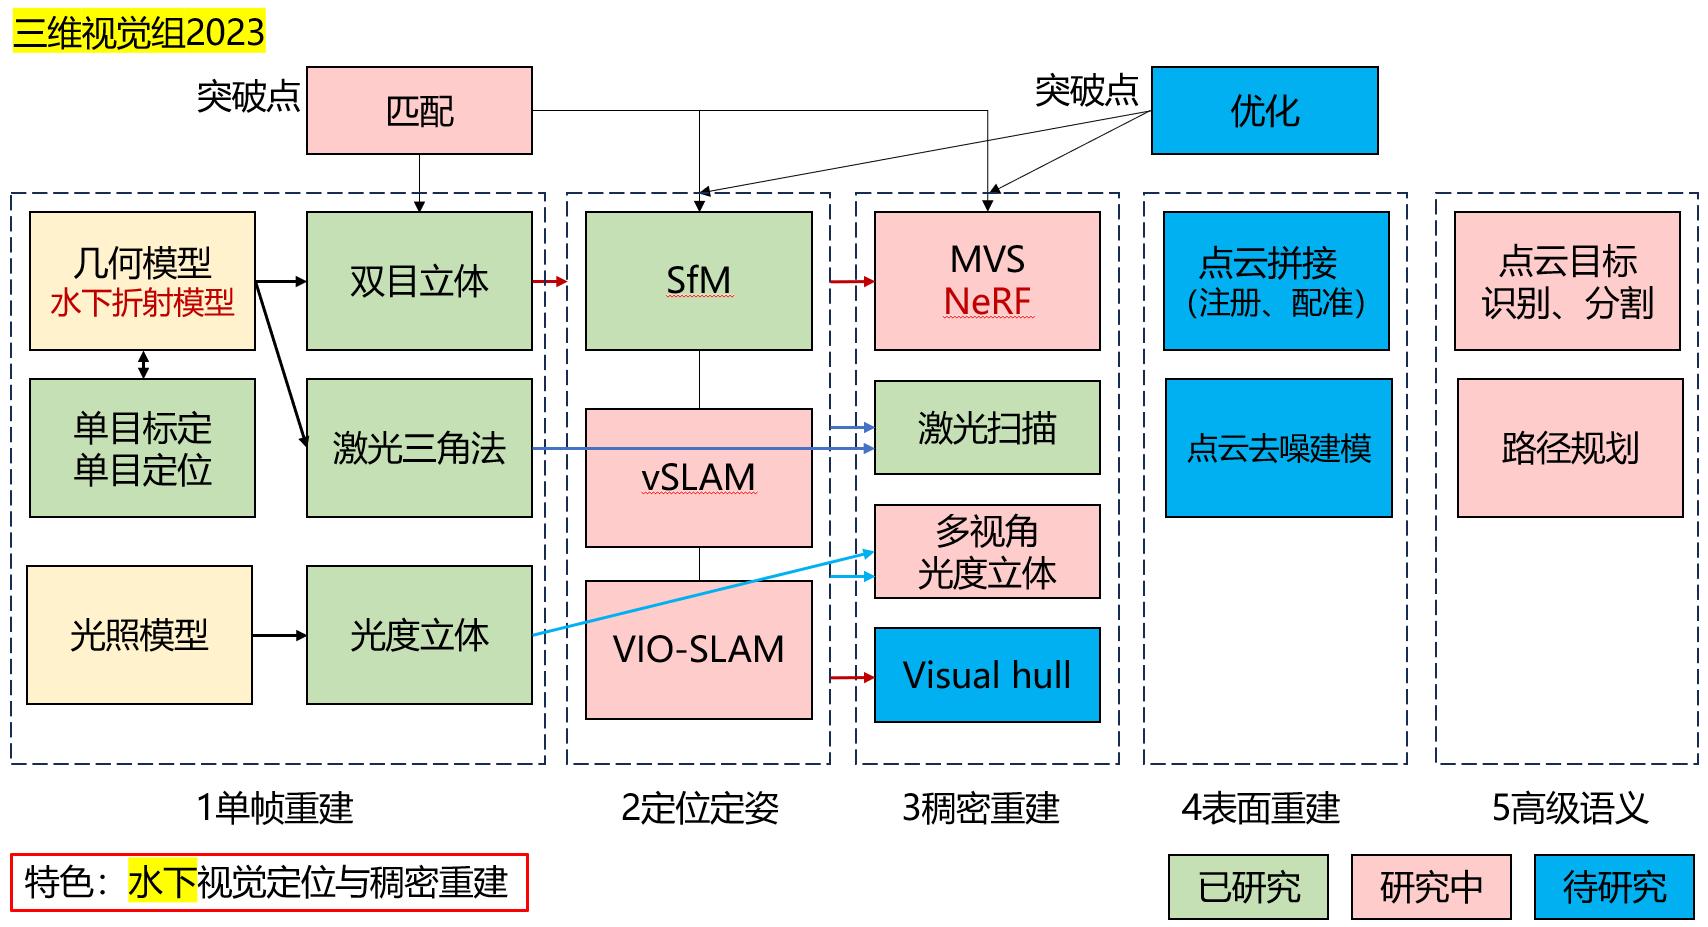 三维视觉组2023
突破点
匹配
突破点
优化
几何模型
水下折射模型
双目立体
单目标定
单目定位
激光三角法
光照模型
光度立体
1单帧重建
SfM
vSLAM
VIO-SLAM
2定位定姿
MVS
NeRF
激光扫描
多视角
光度立体
Visual hull
3稠密重建
点云拼接
（注册、配准）
点云去噪建模
4表面重建
点云目标
识别、分割
路径规划
5高级语义
特色：水下视觉定位与稠密重建
已研究
研究中
待研究